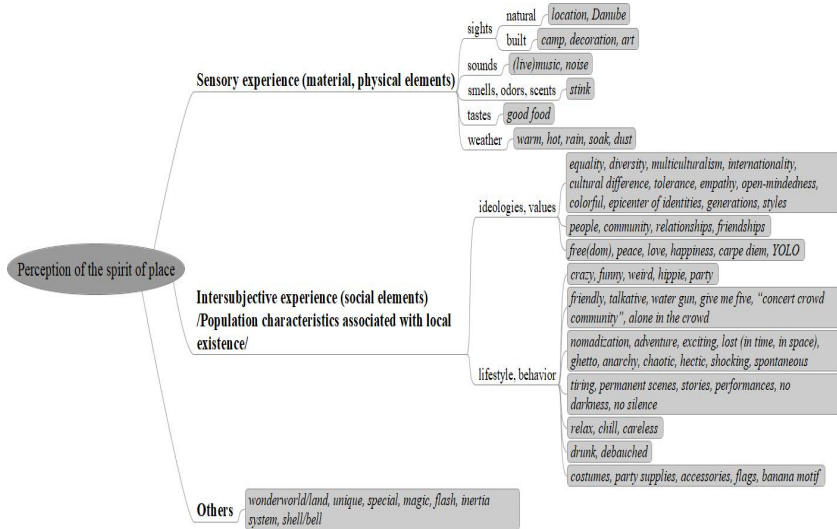 Perception of the spirit of place
Sensory experience (material, physical elements)
sights
natural
location, Danube
built
camp, decoration, art
sounds
(live)music, noise
smells, odors, scents
stink
tastes
good food
weather
warm, hot, rain, soak, dust
Intersubjective experience (social elements)
/Population characteristics associated with local
existence/
ideologies, values
equality, diversity, multiculturalism, internationality,
cultural difference, tolerance, empathy, open-mindedness,
colorful, epicenter of identities, generations, styles
people, community, relationships, friendships
free(dom), peace, love, happiness, carpe diem, YOLO
lifestyle, behavior
crazy, funny, weird, hippie, party
friendly, talkative, water gun, give me five, “concert crowd
community”, alone in the crowd
nomadization, adventure, exciting, lost (in time, in space),
ghetto, anarchy, chaotic, hectic, shocking, spontaneous
tiring, permanent scenes, stories, performances, no
darkness, no silence
relax, chill, careless
drunk, debauched
costumes, party supplies, accessories, flags, banana motif
Others
wonderworld/land, unique, special, magic, flash, inertia
system, shell/bell